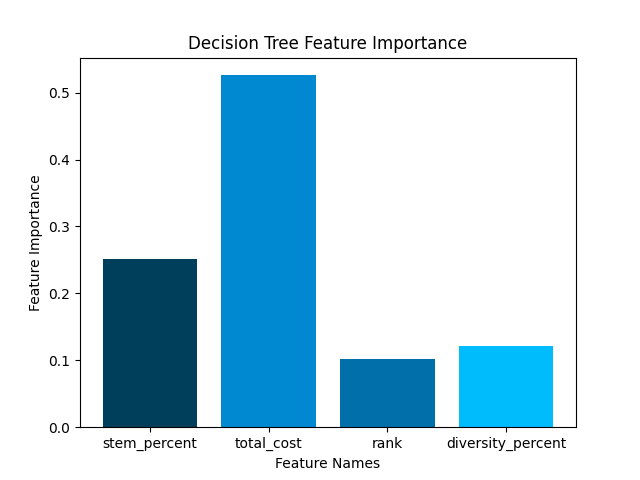 Decision Tree Feature Importance
Feature Importance
0.5
0.4
0.3
0.2
0.1
0.0
stem_percent total_cost rank diversity_percent
Feature Names